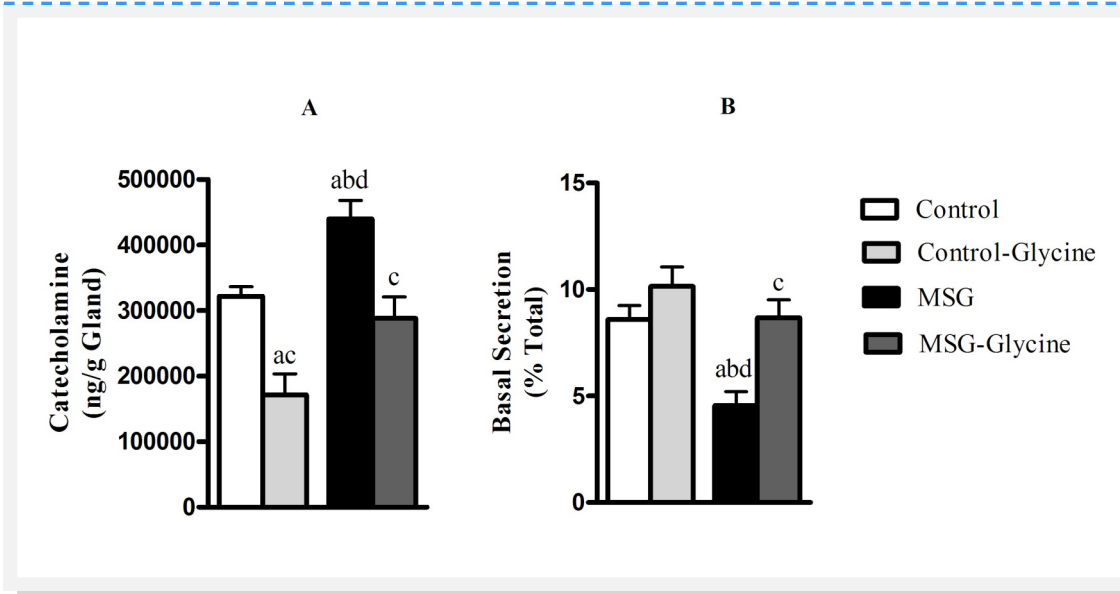 A
Catecholamine
(ng/g Gland)
500000
400000
300000
200000
100000
0
ac
abd
c
B
Basal Secretion
(% Total)
15
10
5
0
abd
c
Control
Control-Glycine
MSG
MSG-Glycine